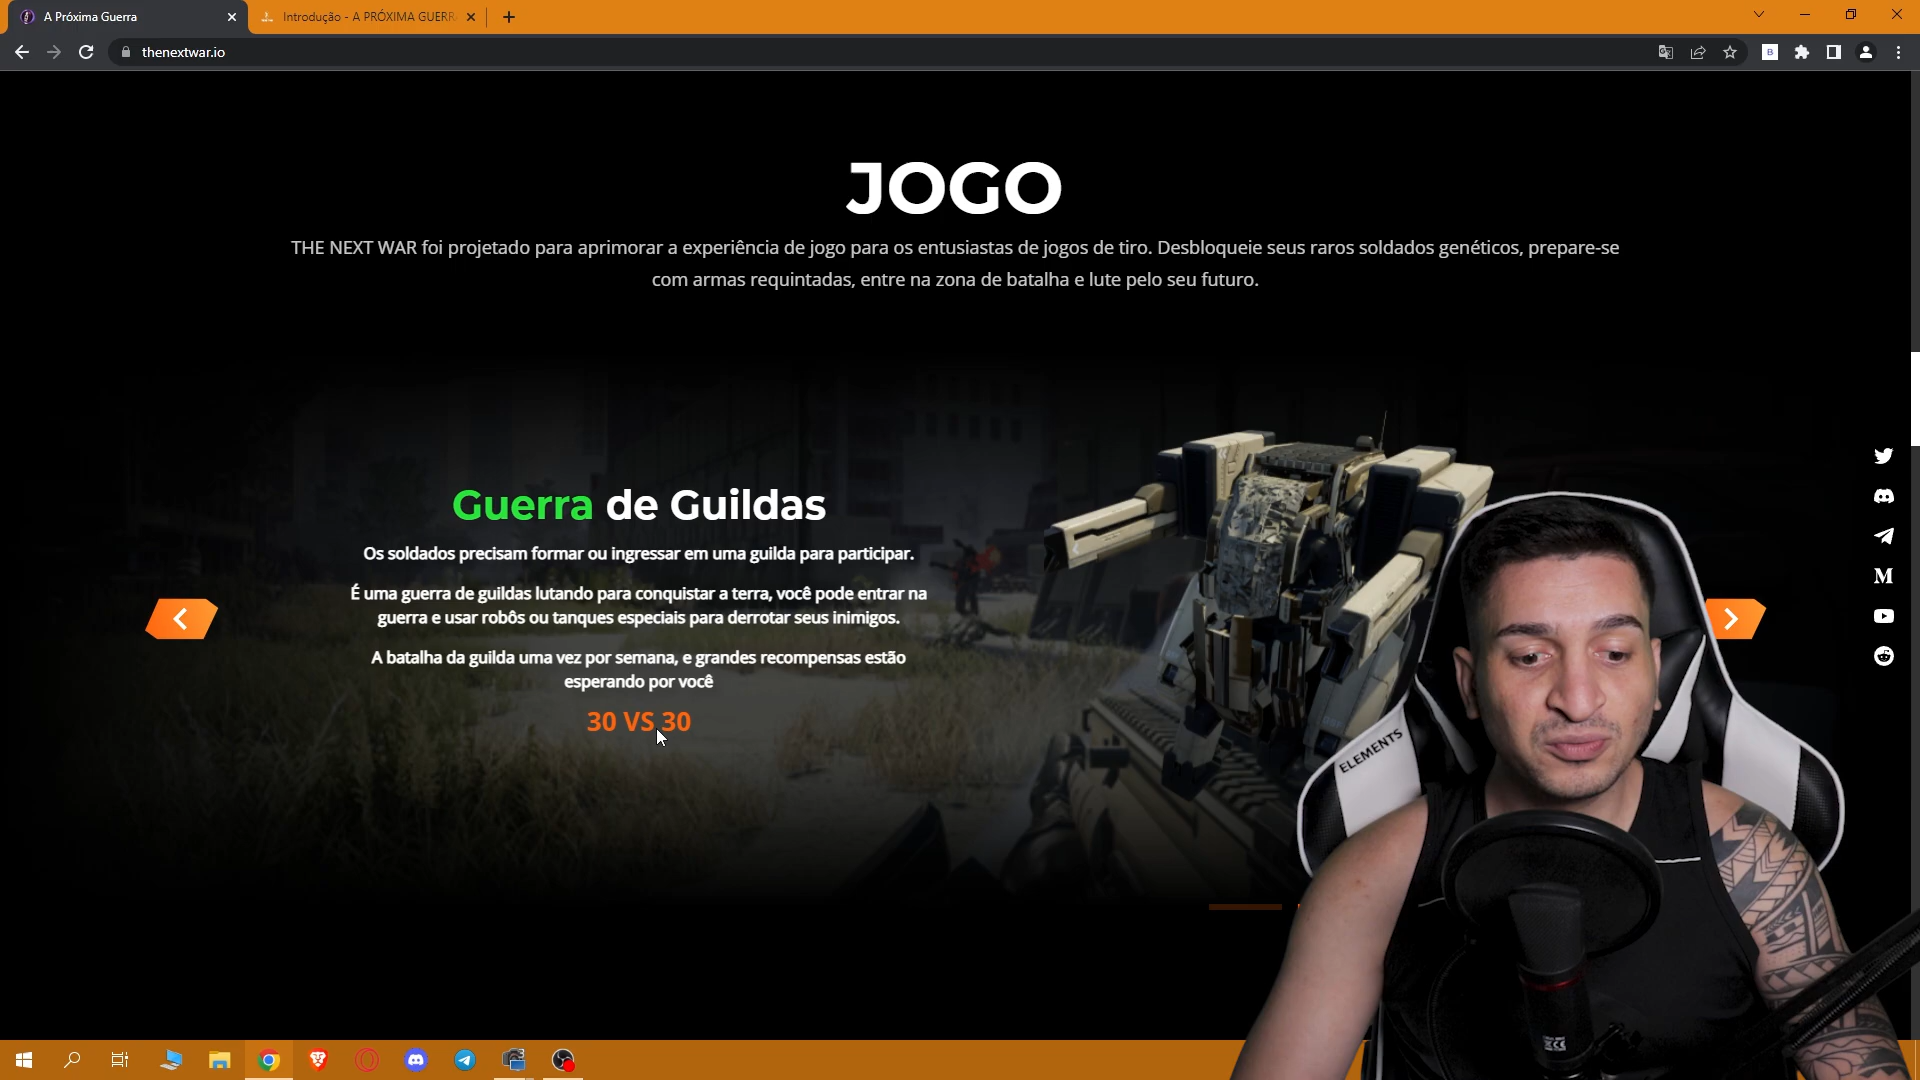 A Próxima Guerra
Introdução - A PRÓXIMA GUERR
thenextwar.io
JOGO
THE NEXT WAR foi projetado para aprimorar a experiência de jogo para os entusiastas de jogos de tiro. Desbloqueie seus raros soldados genéticos, prepare-se
com armas requintadas, entre na zona de batalha e lute pelo seu futuro.
Guerra de Guildas
Os soldados precisam formar ou ingressar em uma guilda para participar.
É uma guerra de guildas lutando para conquistar a terra, você pode entrar na
guerra e usar robôs ou tanques especiais para derrotar seus inimigos.
A batalha da guilda uma vez por semana, e grandes recompensas estão
esperando por você
30 VS 30
ELEMENTS